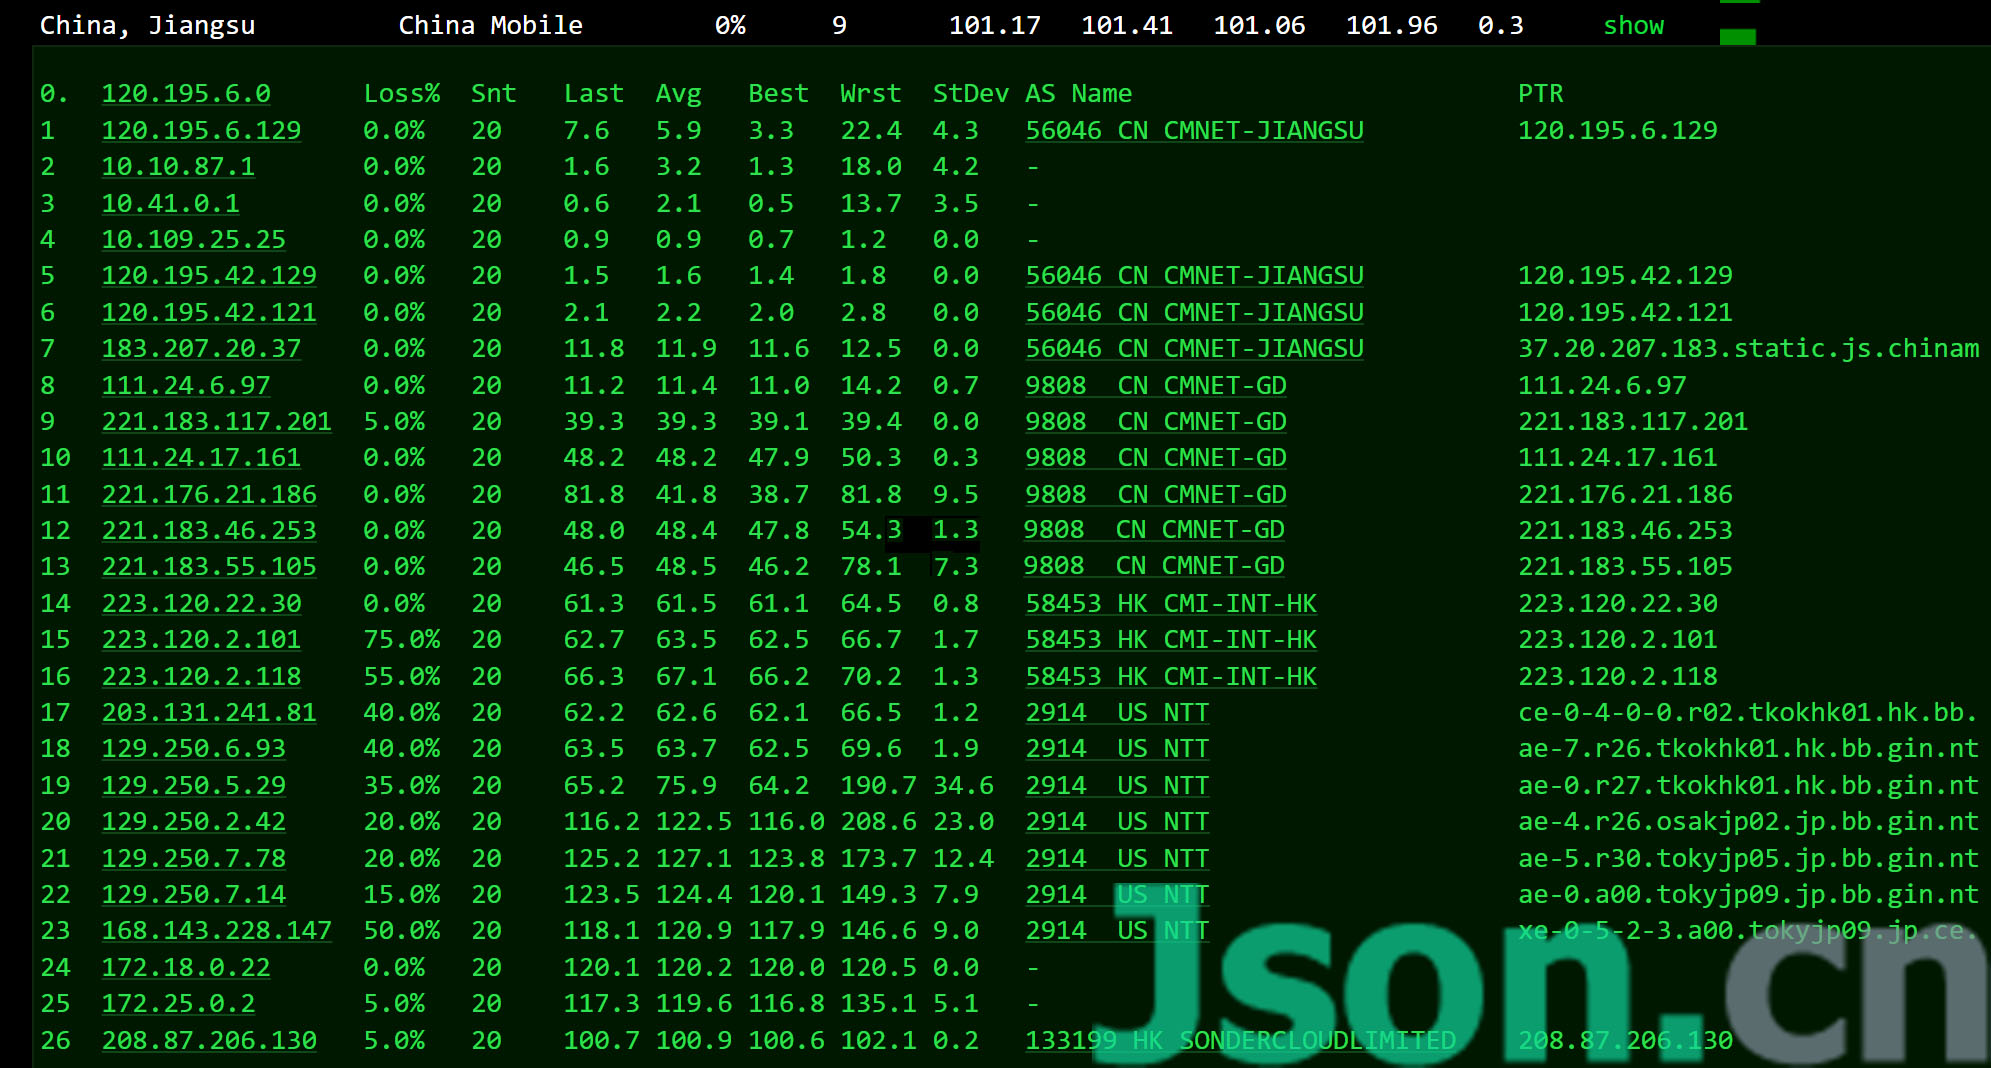 China, Jiangsu China Mobile 0% 9 101.17 101.41 101.06 101.96 0.3 show
0. 120.195.6.0 Loss% Snt Last Avg Best Wrst StDev AS Name PTR
1 120.195.6.129 0.0% 20 7.6 5.9 3.3 22.4 4.3 56046 CN CMNET-JIANGSU 120.195.6.129
2 10.10.87.1 0.0% 20 1.6 3.2 1.3 18.0 4.2 -
3 10.41.0.1 0.0% 20 0.6 2.1 0.5 13.7 3.5 -
4 10.109.25.25 0.0% 20 0.9 0.9 0.7 1.2 0.0 -
5 120.195.42.129 0.0% 20 1.5 1.6 1.4 1.8 0.0 56046 CN CMNET-JIANGSU 120.195.42.129
6 120.195.42.121 0.0% 20 2.1 2.2 2.0 2.8 0.0 56046 CN CMNET-JIANGSU 120.195.42.121
7 183.207.20.37 0.0% 20 11.8 11.9 11.6 12.5 0.0 56046 CN CMNET-JIANGSU 37.20.207.183.static.js.chinam
8 111.24.6.97 0.0% 20 11.2 11.4 11.0 14.2 0.7 9808 CN CMNET-GD 111.24.6.97
9 221.183.117.201 5.0% 20 39.3 39.3 39.1 39.4 0.0 9808 CN CMNET-GD 221.183.117.201
10 111.24.17.161 0.0% 20 48.2 48.2 47.9 50.3 0.3 9808 CN CMNET-GD 111.24.17.161
11 221.176.21.186 0.0% 20 81.8 41.8 38.7 81.8 9.5 9808 CN CMNET-GD 221.176.21.186
12 221.183.46.253 0.0% 20 48.0 48.4 47.8 54.3 1.3 9808 CN CMNET-GD 221.183.46.253
13 221.183.55.105 0.0% 20 46.5 48.5 46.2 78.1 7.3 9808 CN CMNET-GD 221.183.55.105
14 223.120.22.30 0.0% 20 61.3 61.5 61.1 64.5 0.8 58453 HK CMI-INT-HK 223.120.22.30
15 223.120.2.101 75.0% 20 62.7 63.5 62.5 66.7 1.7 58453 HK CMI-INT-HK 223.120.2.101
16 223.120.2.118 55.0% 20 66.3 67.1 66.2 70.2 1.3 58453 HK CMI-INT-HK 223.120.2.118
17 203.131.241.81 40.0% 20 62.2 62.6 62.1 66.5 1.2 2914 US NTT ce-0-4-0-0.r02.tkokhk01.hk.bb.
18 129.250.6.93 40.0% 20 63.5 63.7 62.5 69.6 1.9 2914 US NTT ae-7.r26.tkokhk01.hk.bb.gin.nt
19 129.250.5.29 35.0% 20 65.2 75.9 64.2 190.7 34.6 2914 US NTT ae-0.r27.tkokhk01.hk.bb.gin.nt
20 129.250.2.42 20.0% 20 116.2 122.5 116.0 208.6 23.0 2914 US NTT ae-4.r26.osakjp02.jp.bb.gin.nt
21 129.250.7.78 20.0% 20 125.2 127.1 123.8 173.7 12.4 2914 US NTT ae-5.r30.tokyjp05.jp.bb.gin.nt
22 129.250.7.14 15.0% 20 123.5 124.4 120.1 149.3 7.9 2914 US NTT ae-0.a00.tokyjp09.jp.bb.gin.nt
23 168.143.228.147 50.0% 20 118.1 120.9 117.9 146.6 9.0 2914 US NTT xe-0-5-2-3.a00.tokyjp09.jp.ce.
24 172.18.0.22 0.0% 20 120.1 120.2 120.0 120.5 0.0 -
25 172.25.0.2 5.0% 20 117.3 119.6 116.8 135.1 5.1 -
26 208.87.206.130 5.0% 20 100.7 100.9 100.6 102.1 0.2 133199 HK SONDERCLOUDLIMITED 208.87.206.130
Json.cn